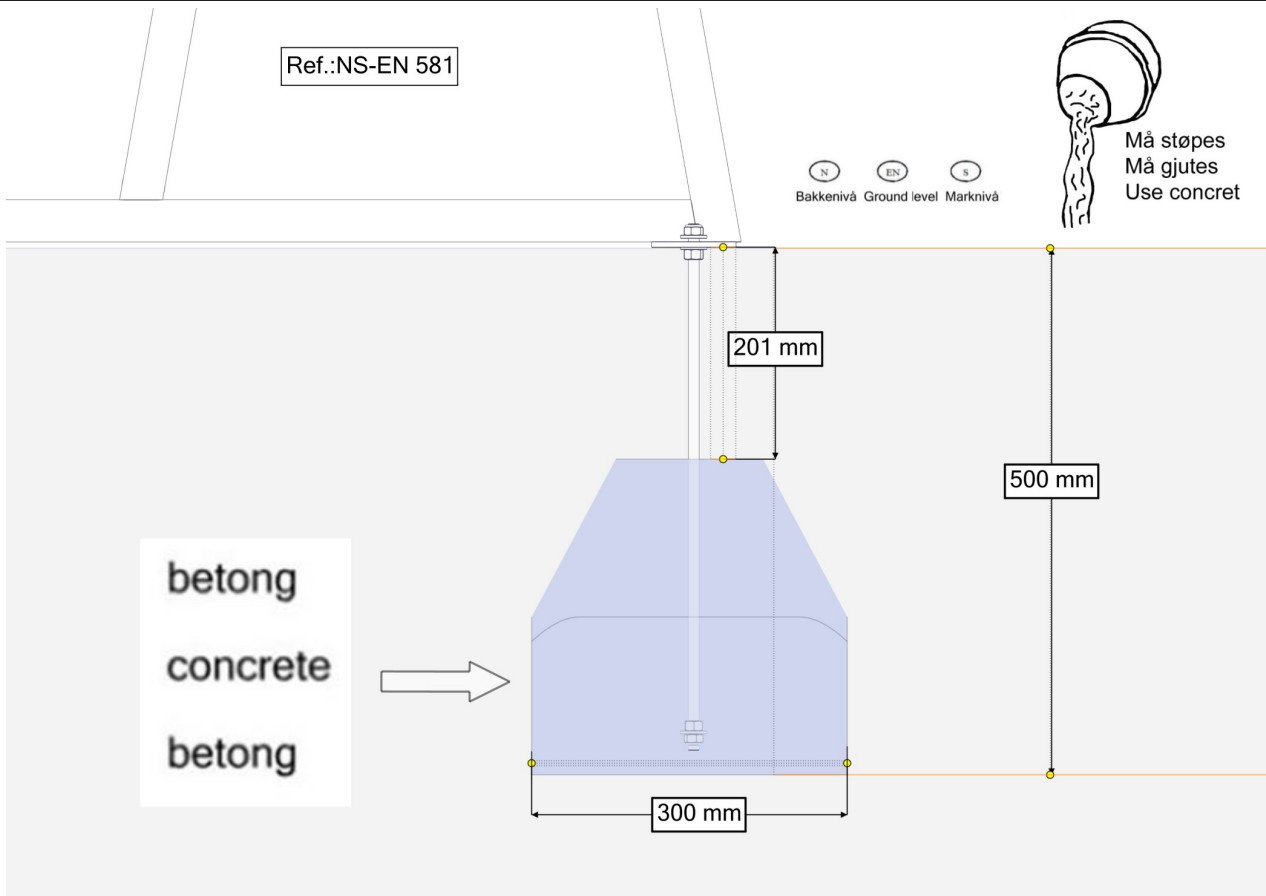 Ref.:NS-EN 581
Må støpes
Må gjutes
Use concret
N EN S
Bakkenivå Ground level Marknivå
201 mm
500 mm
betong
concrete
betong
300 mm